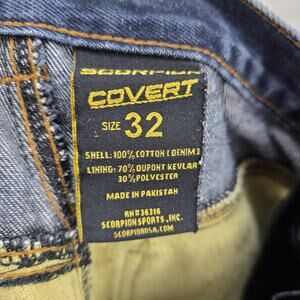 SCORPION
COVERT
SIZE 32
SHELL: 100% COTTON [DENIM]
LINING: 70% DUPONT KEVLAR
30% POLYESTER
MADE IN PAKISTAN
RN#36316
SCORPION SPORTS, INC.
SCORPIONUSA.COM